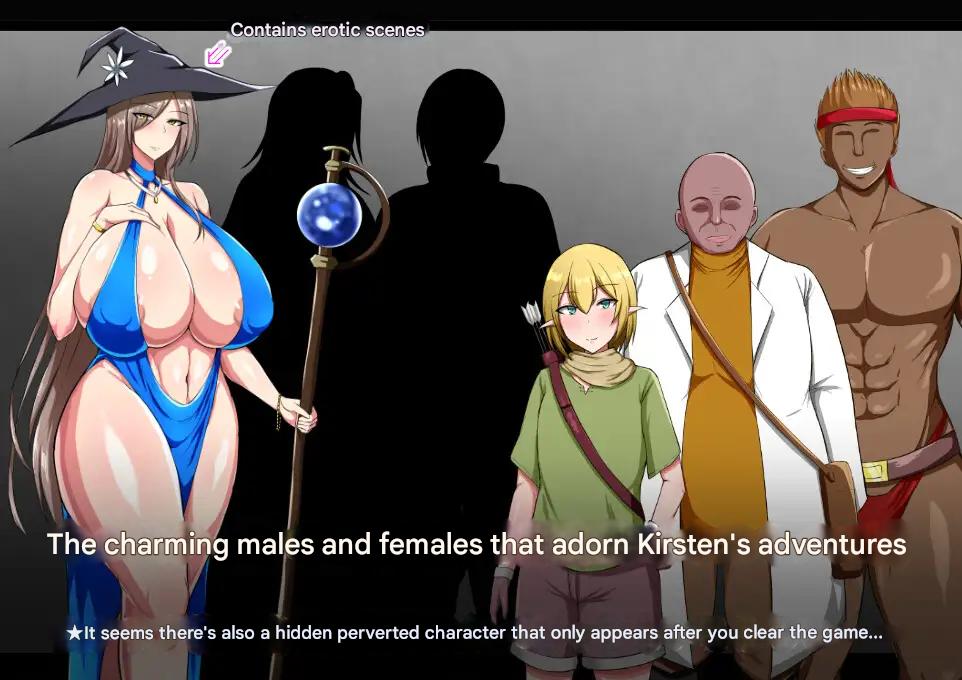 Contains erotic scenes
The charming males and females that adorn Kirsten's adventures
★It seems there's also a hidden perverted character that only appears after you clear the game...